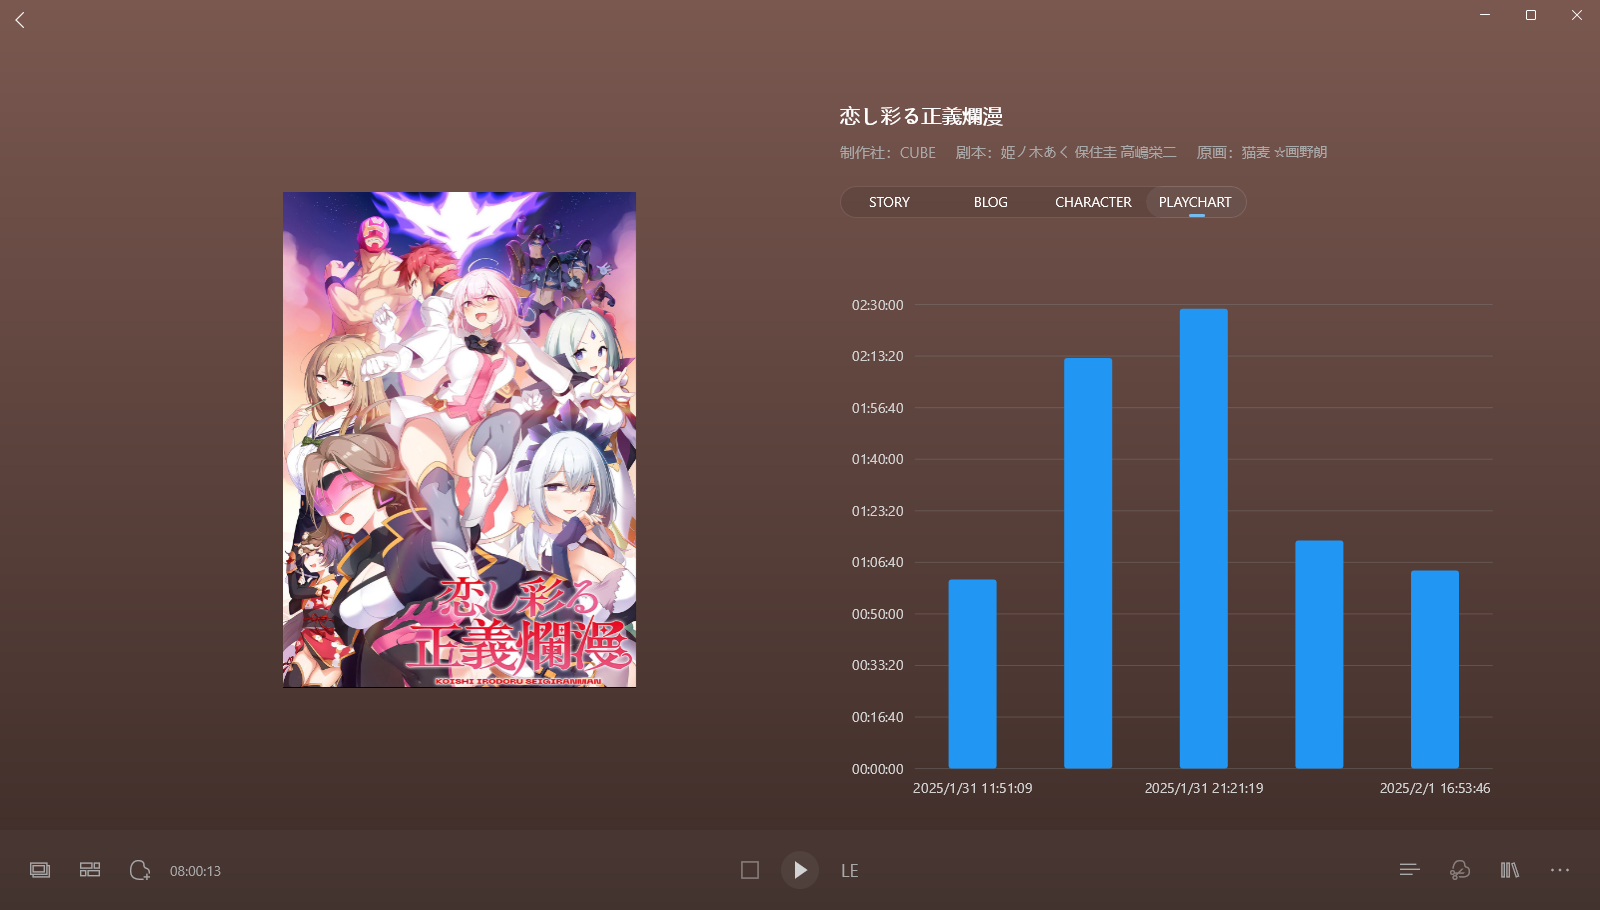 恋し彩る正義爛漫
制作社：CUBE 剧本：姫ノ木あく 保住圭 高嶋栄二 原画：猫麦 ☆画野朗
STORY BLOG CHARACTER PLAYCHART
02:30:00
02:13:20
01:56:40
01:40:00
01:23:20
01:06:40
00:50:00
00:33:20
00:16:40
00:00:00
2025/1/31 11:51:09 2025/1/31 21:21:19 2025/2/1 16:53:46
恋し彩る
正義爛漫
KOISHI IRODORU SEIGIRANMAN
08:00:13 LE